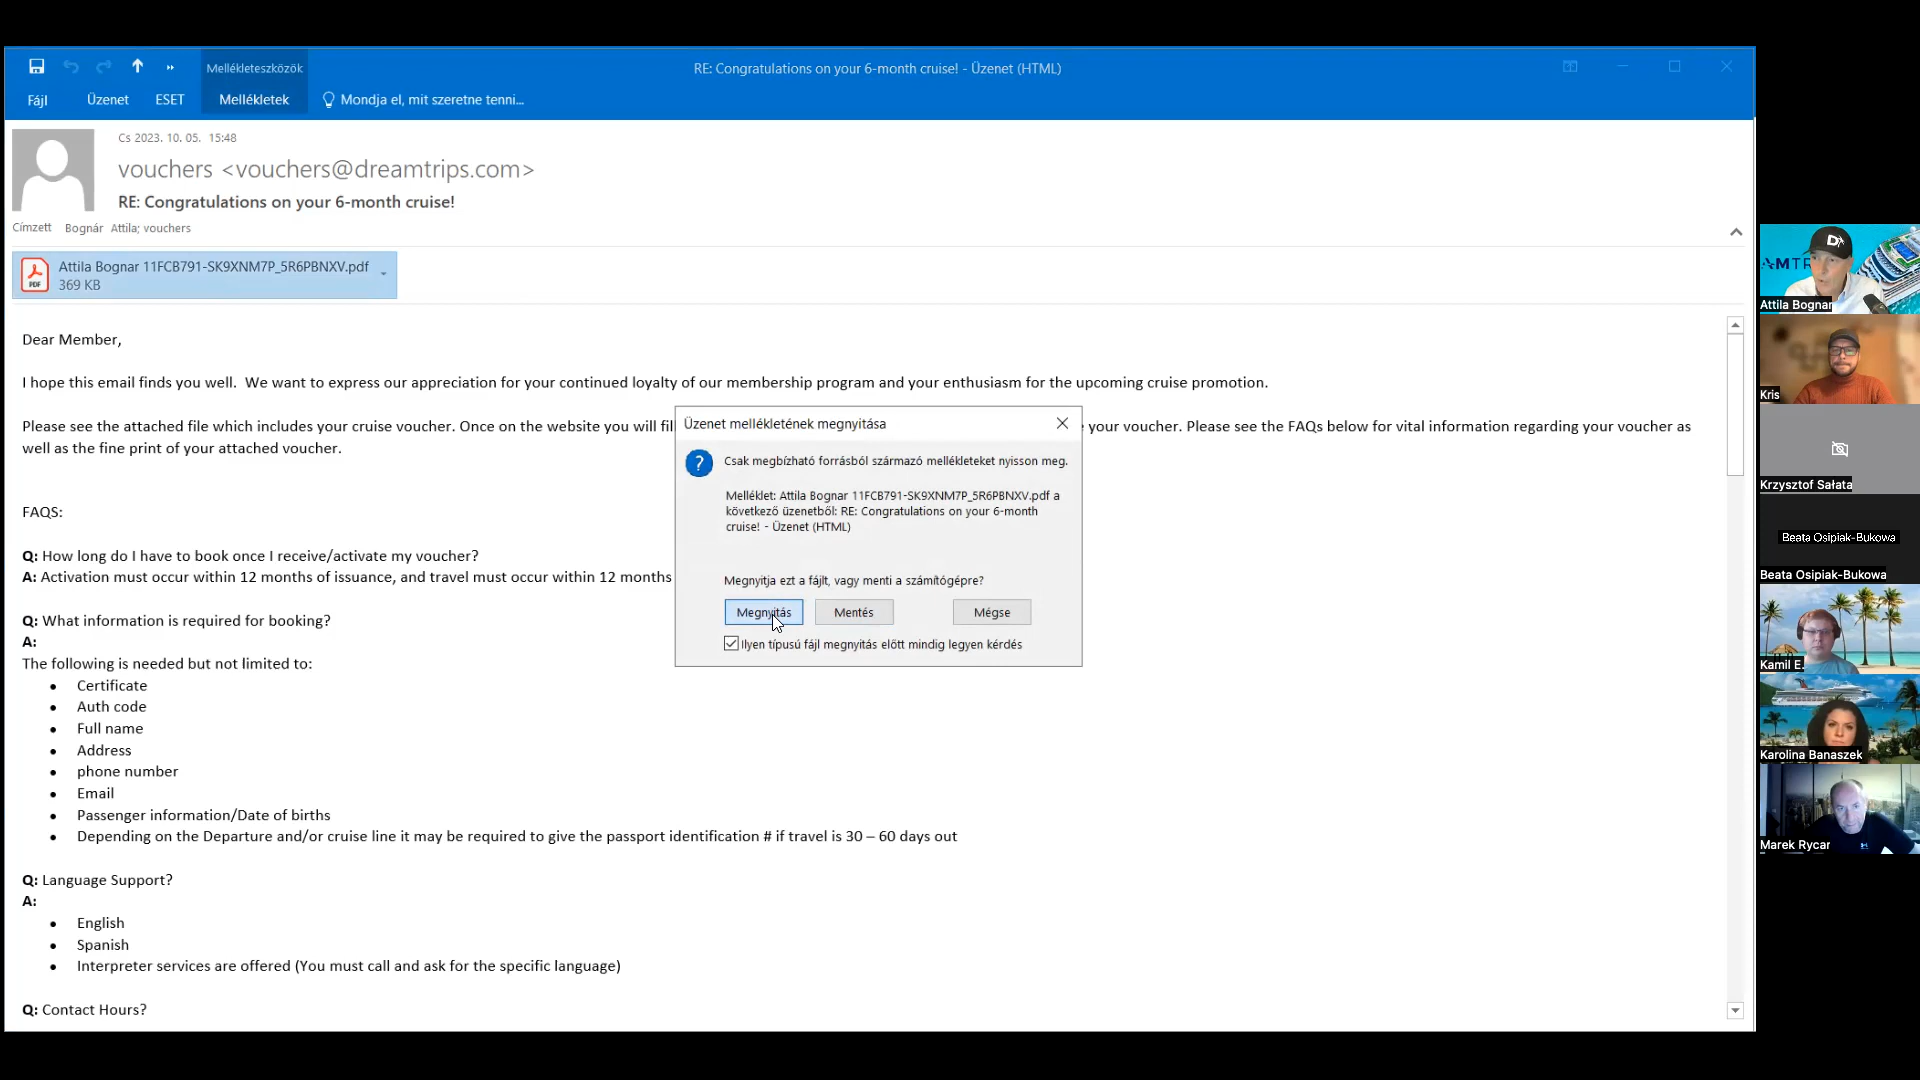 Mellékleteszközök
RE: Congratulations on your 6-month cruise! - Üzenet (HTML)
Fájl
Üzenet
ESET
Mellékletek
Mondja el, mit szeretne tenni...
Cs 2023. 10. 05. 15:48
vouchers <vouchers@dreamtrips.com>
RE: Congratulations on your 6-month cruise!
Címzett Bognár Attila; vouchers
Attila Bognar 11FCB791-SK9XNM7P_5R6PBNXV.pdf
369 KB
PDF
Dear Member,
I hope this email finds you well. We want to express our appreciation for your continued loyalty of our membership program and your enthusiasm for the upcoming cruise promotion.
Please see the attached file which includes your cruise voucher. Once on the website you will fill
your voucher. Please see the FAQs below for vital information regarding your voucher as
well as the fine print of your attached voucher.
FAQS:
Q: How long do I have to book once I receive/activate my voucher?
A: Activation must occur within 12 months of issuance, and travel must occur within 12 months
Q: What information is required for booking?
A:
The following is needed but not limited to:
• Certificate
• Auth code
• Full name
• Address
• phone number
• Email
• Passenger information/Date of births
• Depending on the Departure and/or cruise line it may be required to give the passport identification # if travel is 30 – 60 days out
Q: Language Support?
A:
• English
• Spanish
• Interpreter services are offered (You must call and ask for the specific language)
Q: Contact Hours?
Üzenet mellékletének megnyitása
Csak megbízható forrásból származó mellékleteket nyisson meg.
Melléklet: Attila Bognar 11FCB791-SK9XNM7P_5R6PBNXV.pdf a
következő üzenetből: RE: Congratulations on your 6-month
cruise! - Üzenet (HTML)
Megnyitja ezt a fájlt, vagy menti a számítógépre?
Megnyitás
Mentés
Mégse
Ilyen típusú fájl megnyitás előtt mindig legyen kérdés
Attila Bognar
Kris
Krzysztof Sałata
Beata Osipiak-Bukowa
Beata Osipiak-Bukowa
Kamil E.
Karolina Banaszek
Marek Rycar